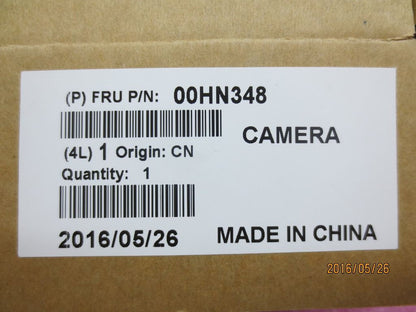 (P) FRU P/N: 00HN348
CAMERA
(4L) 1 Origin: CN
Quantity: 1
2016/05/26 MADE IN CHINA
2016/05/26